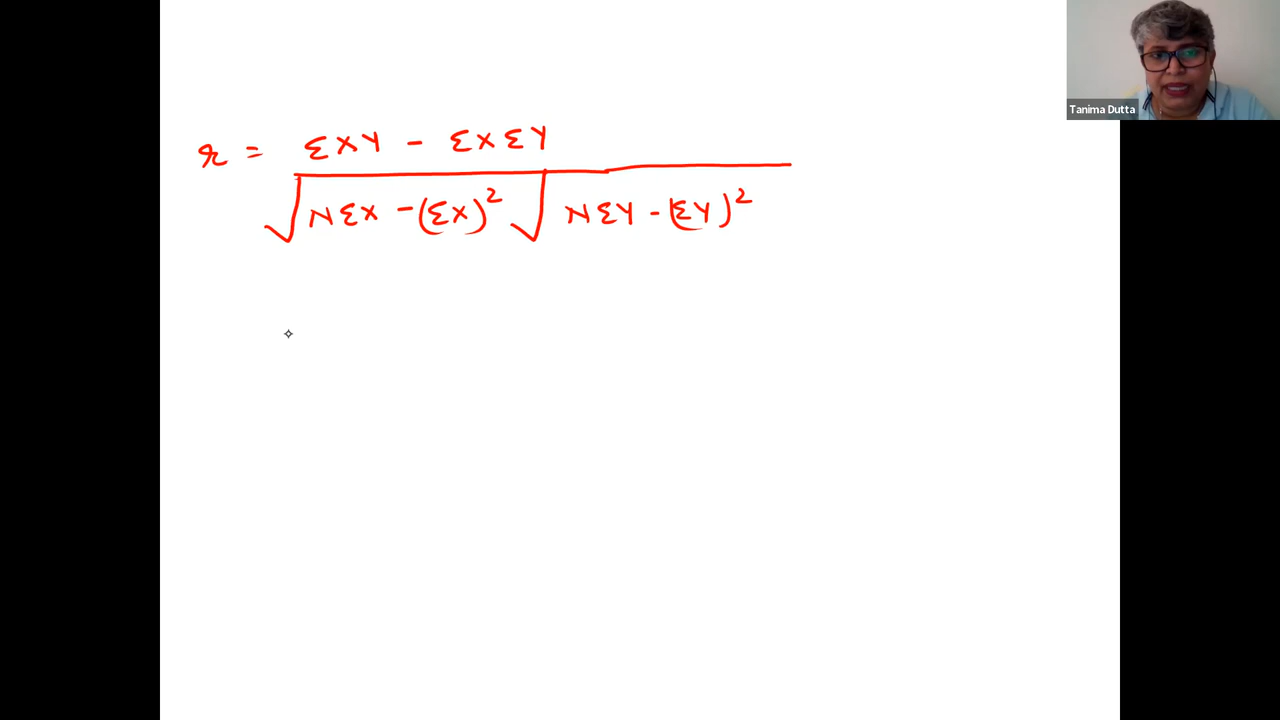 Tanima Dutta
r = ΣXY - ΣXΣY
√NΣX - (ΣX)² √NΣY - (ΣY)²